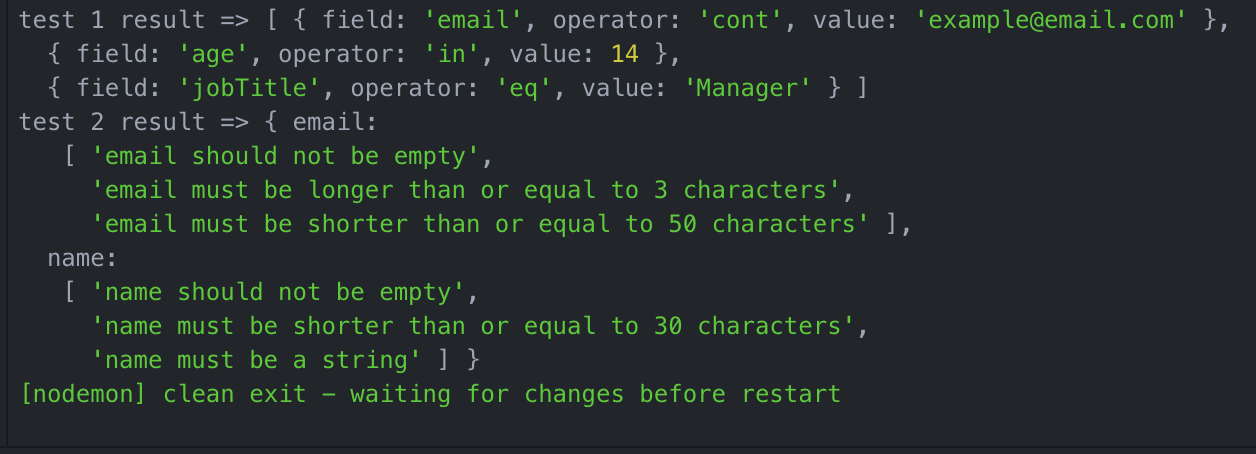 test 1 result => [ { field: 'email', operator: 'cont', value: 'example@email.com' },
  { field: 'age', operator: 'in', value: 14 },
  { field: 'jobTitle', operator: 'eq', value: 'Manager' } ]
test 2 result => { email:
   [ 'email should not be empty',
     'email must be longer than or equal to 3 characters',
     'email must be shorter than or equal to 50 characters' ],
  name:
   [ 'name should not be empty',
     'name must be shorter than or equal to 30 characters',
     'name must be a string' ] }
[nodemon] clean exit – waiting for changes before restart